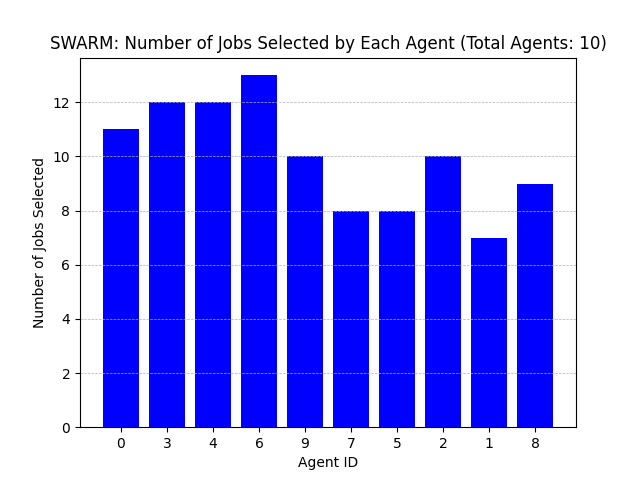 SWARM: Number of Jobs Selected by Each Agent (Total Agents: 10)
Number of Jobs Selected
12
10
8
6
4
2
0
0 3 4 6 9 7 5 2 1 8
Agent ID